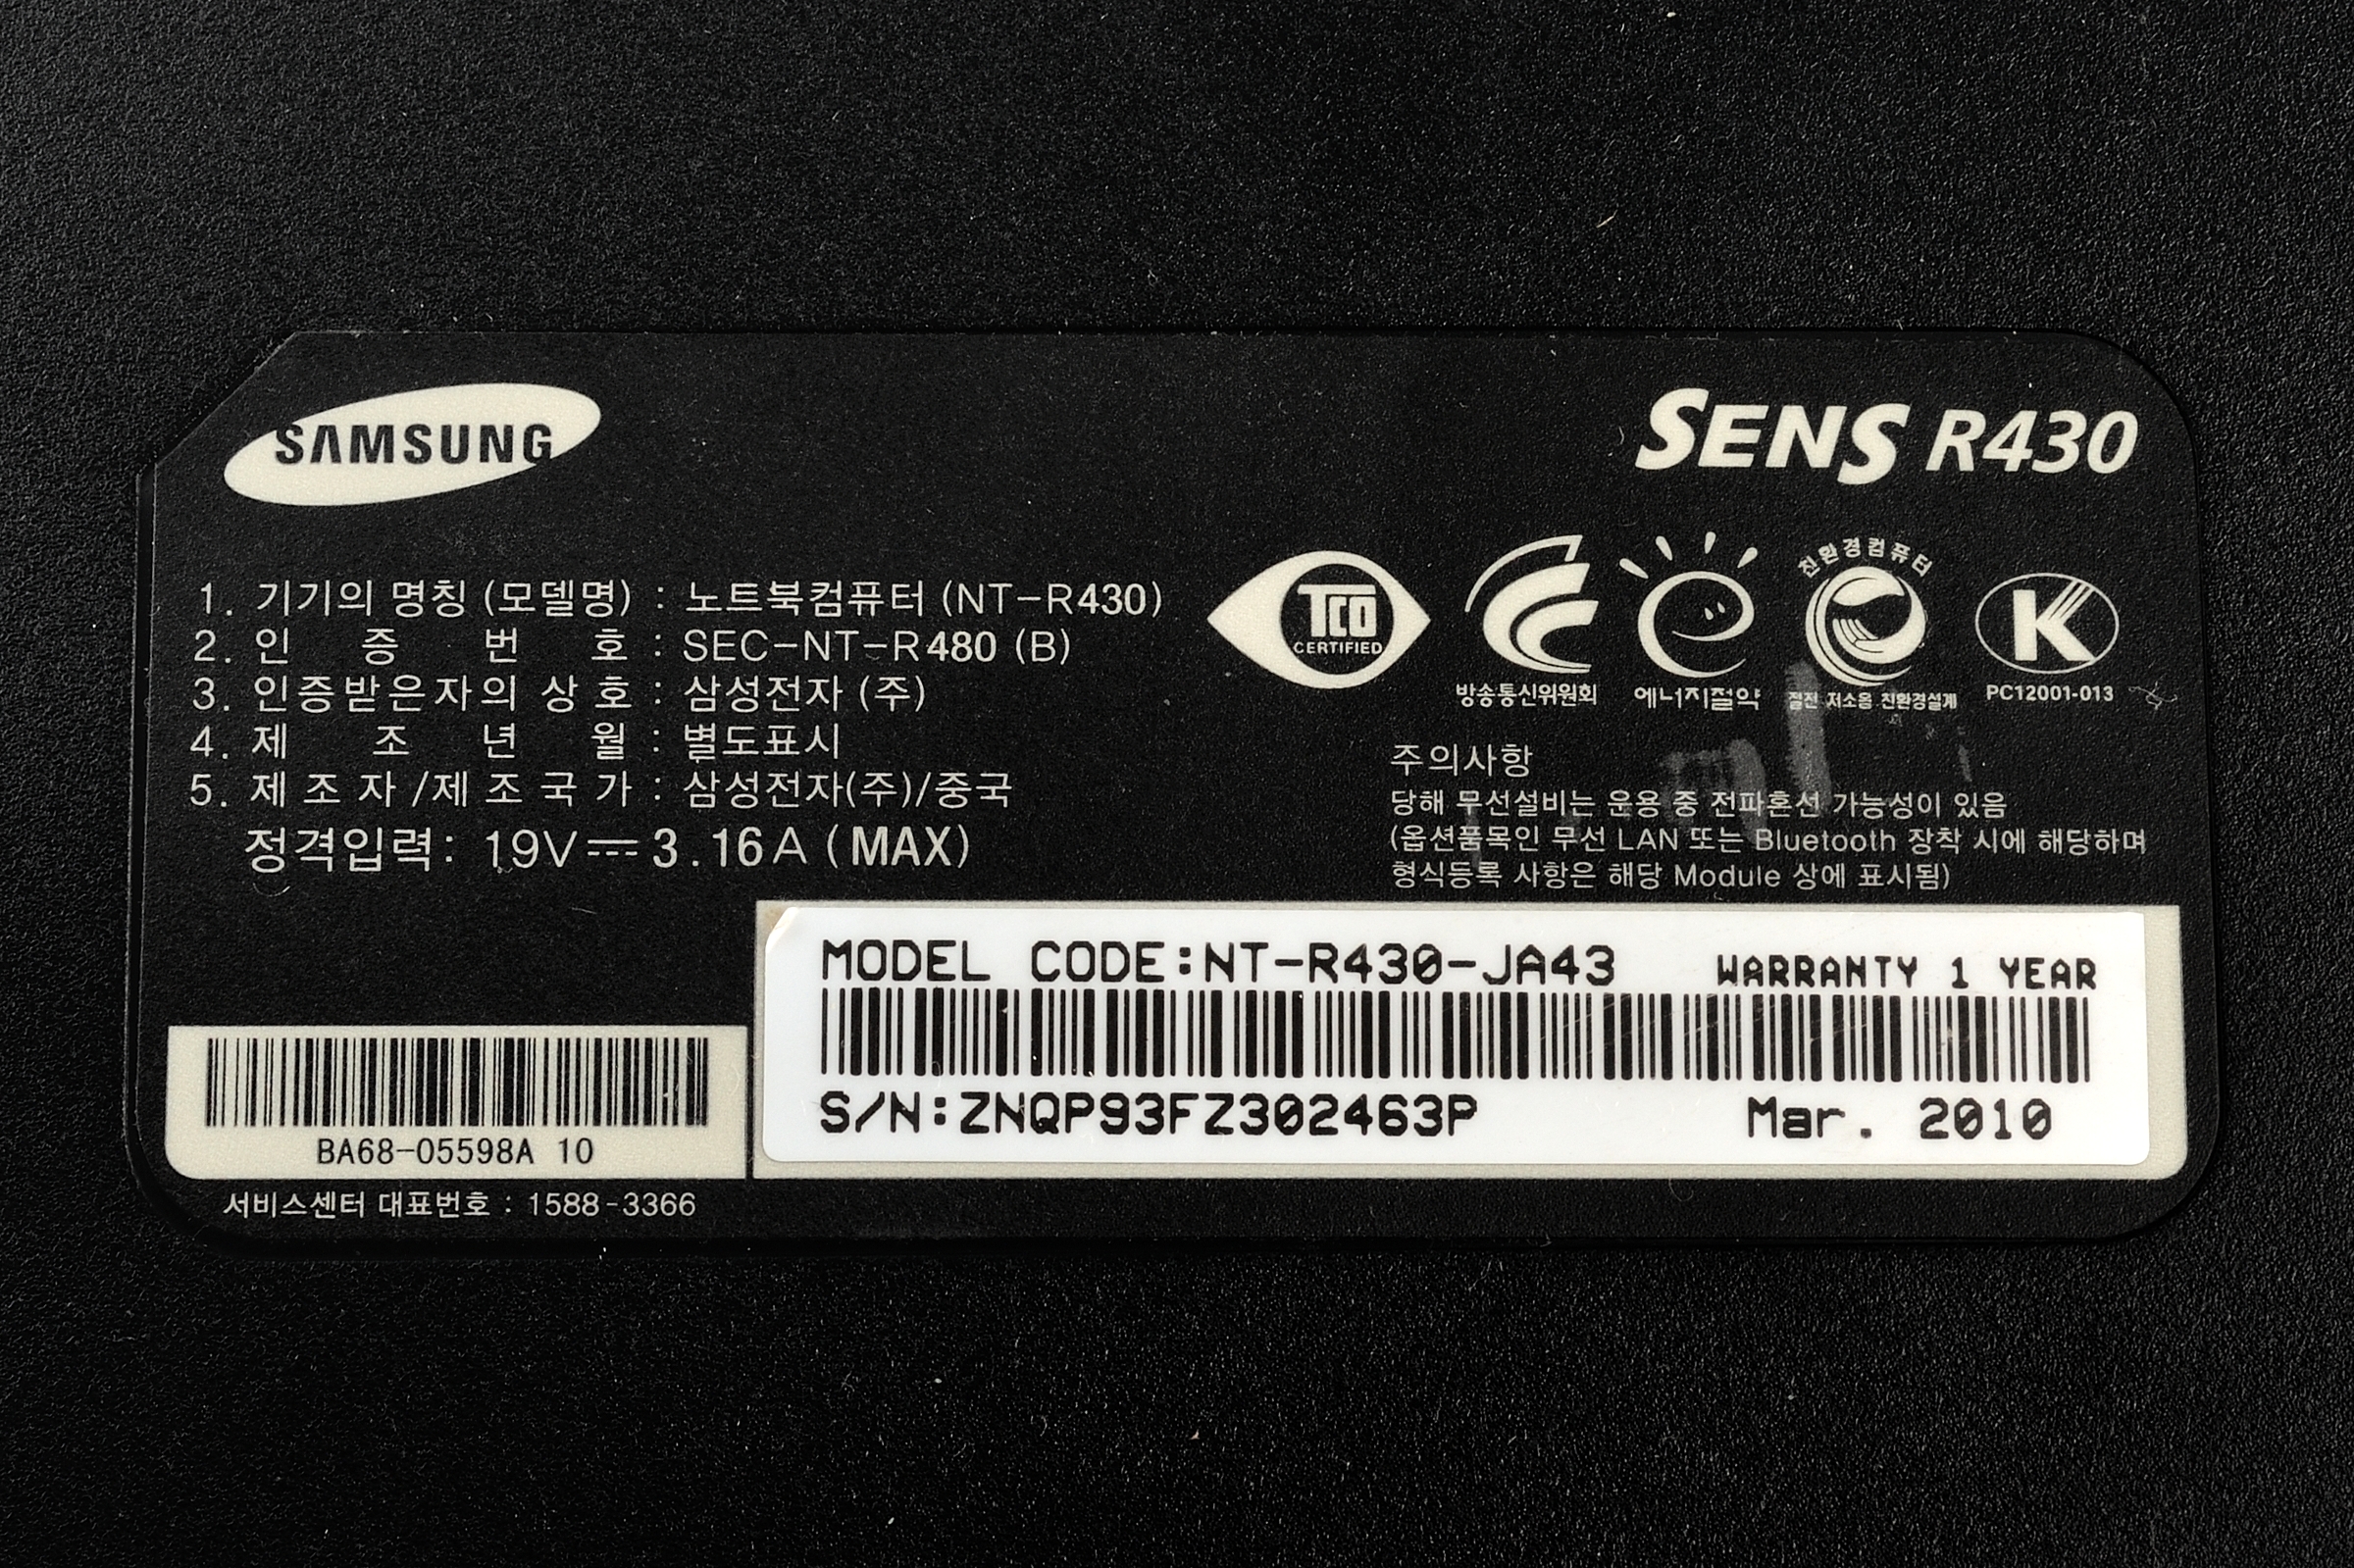 SAMSUNG
SENS R430
1. 기기의 명칭 (모델명) : 노트북컴퓨터 (NT-R430)
2. 인 증 번 호 : SEC-NT-R480 (B)
3. 인증받은자의 상 호 : 삼성전자 (주)
4. 제 조 년 월 : 별도표시
5. 제 조 자 /제 조 국 가 : 삼성전자(주)/중국
정격입력: 19V⎓3.16A (MAX)
TCO
CERTIFIED
방송통신위원회
에너지절약
친환경컴퓨터
절전 저소음 친환경설계
K
PC12001-013
주의사항
당해 무선설비는 운용 중 전파혼선 가능성이 있음
(옵션품목인 무선 LAN 또는 Bluetooth 장착 시에 해당하며
형식등록 사항은 해당 Module 상에 표시됨)
MODEL CODE:NT-R430-JA43 WARRANTY 1 YEAR
S/N:ZNQP93FZ302463P Mar. 2010
BA68-05598A 10
서비스센터 대표번호 : 1588-3366